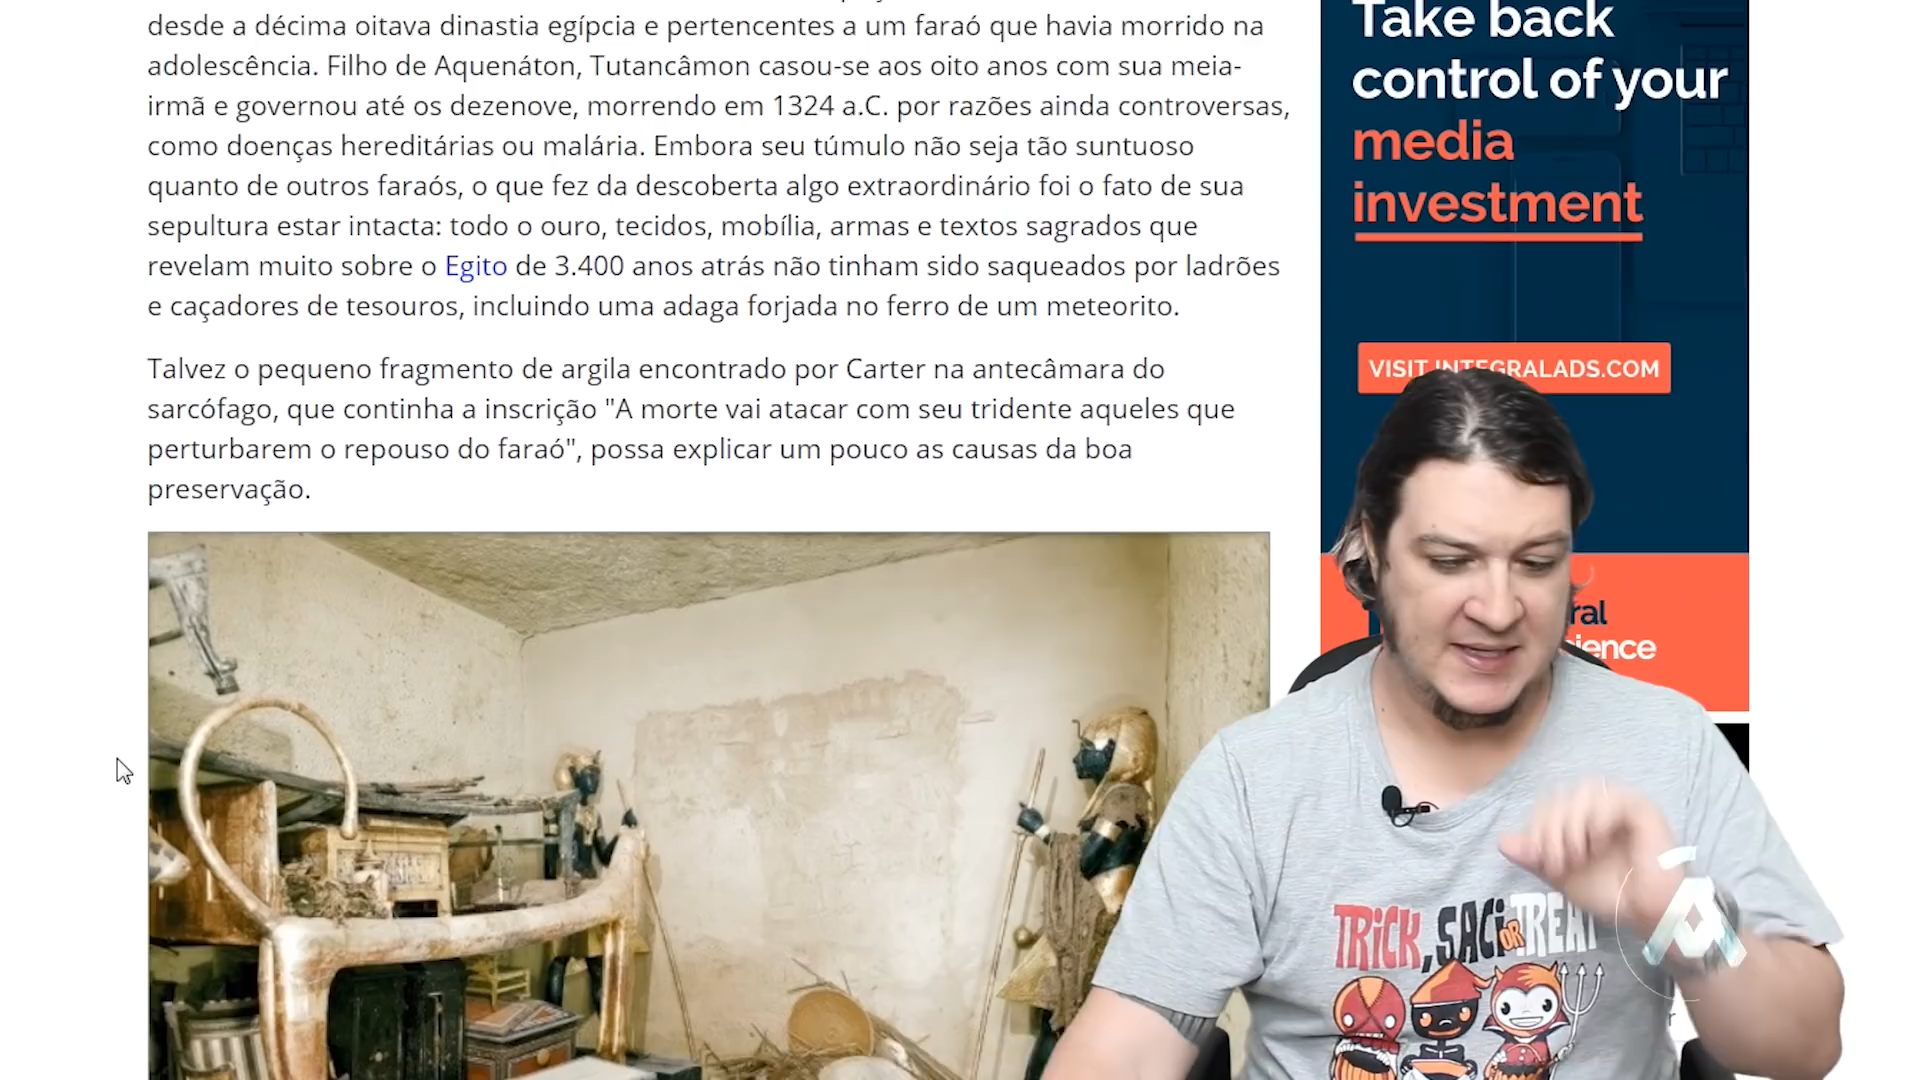 desde a décima oitava dinastia egípcia e pertencentes a um faraó que havia morrido na
adolescência. Filho de Aquenáton, Tutancâmon casou-se aos oito anos com sua meia-
irmã e governou até os dezenove, morrendo em 1324 a.C. por razões ainda controversas,
como doenças hereditárias ou malária. Embora seu túmulo não seja tão suntuoso
quanto de outros faraós, o que fez da descoberta algo extraordinário foi o fato de sua
sepultura estar intacta: todo o ouro, tecidos, mobília, armas e textos sagrados que
revelam muito sobre o Egito de 3.400 anos atrás não tinham sido saqueados por ladrões
e caçadores de tesouros, incluindo uma adaga forjada no ferro de um meteorito.
Talvez o pequeno fragmento de argila encontrado por Carter na antecâmara do
sarcófago, que continha a inscrição "A morte vai atacar com seu tridente aqueles que
perturbarem o repouso do faraó", possa explicar um pouco as causas da boa
preservação.
Take back
control of your
media
investment
VISIT INTEGRALADS.COM
ral
ience
TRICK, SACI OR TREAT